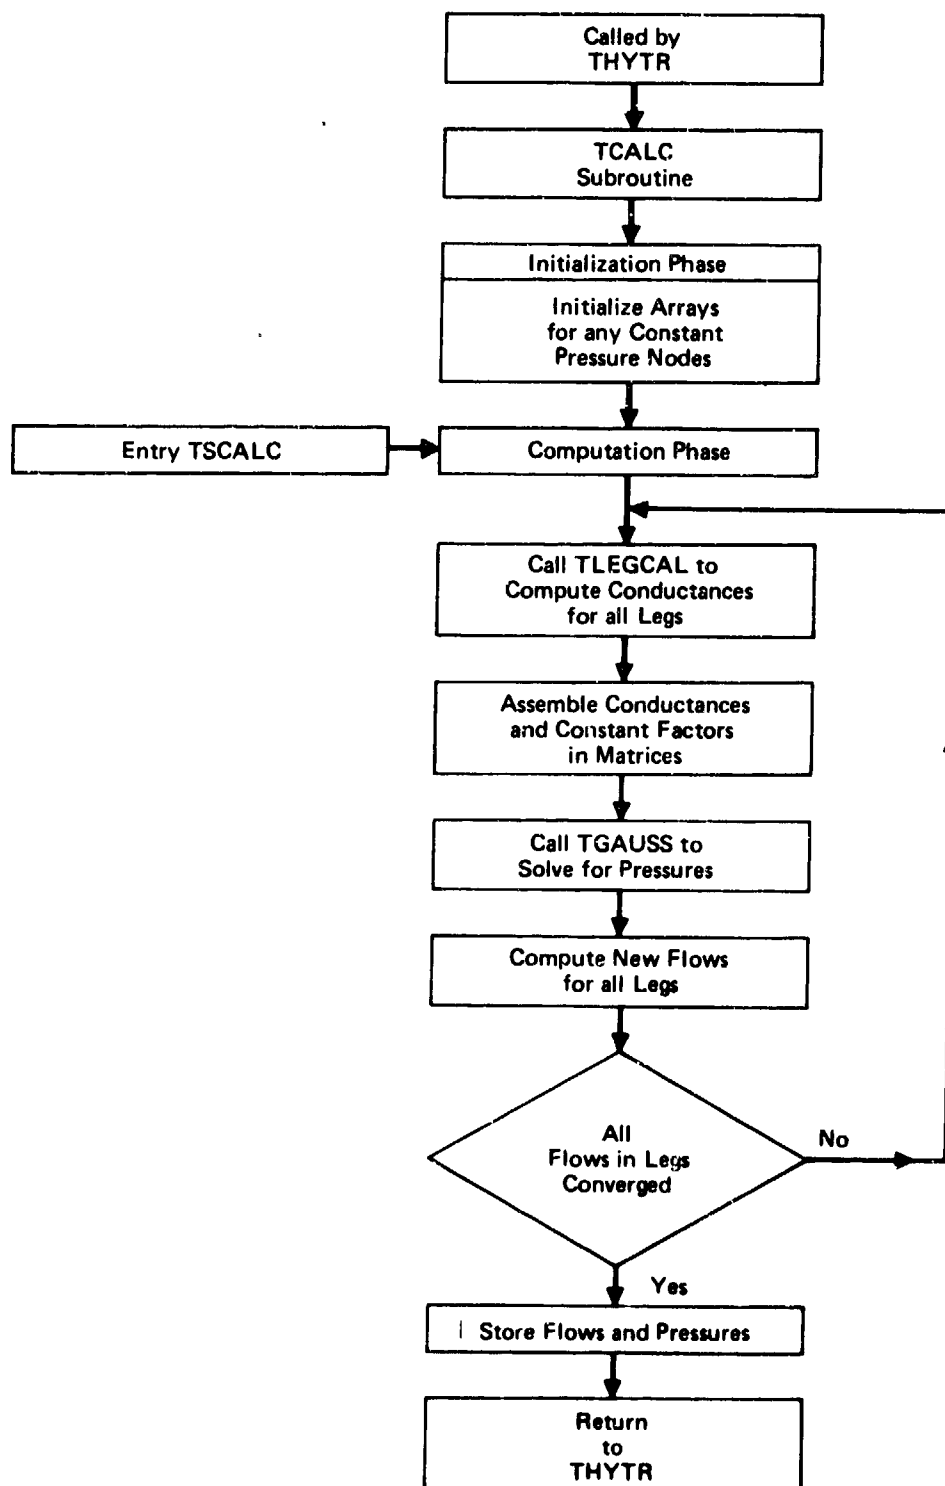 Called by
THYTR
TCALC
Subroutine
Initialization Phase
Initialize Arrays
for any Constant
Pressure Nodes
Entry TSCALC
Computation Phase
Call TLEGCAL to
Compute Conductances
for all Legs
Assemble Conductances
and Constant Factors
in Matrices
Call TGAUSS to
Solve for Pressures
Compute New Flows
for all Legs
All
Flows in Legs
Converged
No
Yes
Store Flows and Pressures
Return
to
THYTR